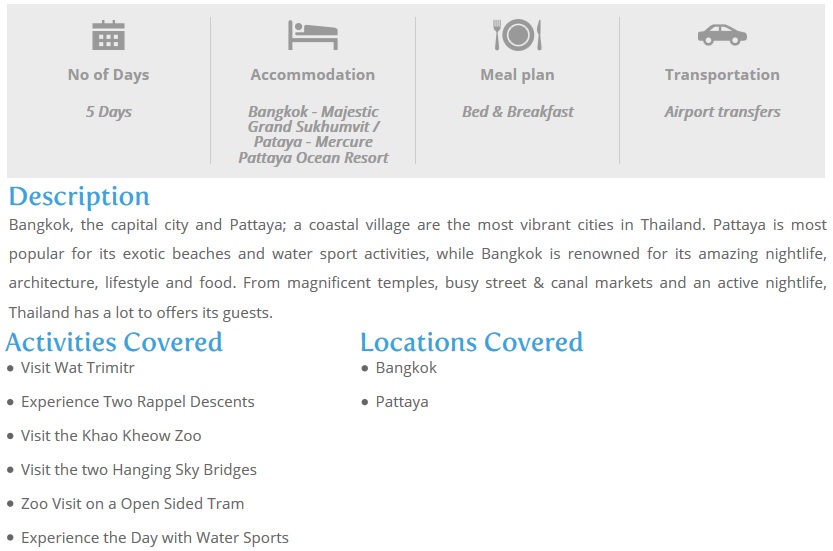 No of Days
5 Days
Accommodation
Bangkok - Majestic
Grand Sukhumvit /
Pataya - Mercure
Pattaya Ocean Resort
Meal plan
Bed & Breakfast
Transportation
Airport transfers
Description
Bangkok, the capital city and Pattaya; a coastal village are the most vibrant cities in Thailand. Pattaya is most
popular for its exotic beaches and water sport activities, while Bangkok is renowned for its amazing nightlife,
architecture, lifestyle and food. From magnificent temples, busy street & canal markets and an active nightlife,
Thailand has a lot to offers its guests.
Activities Covered
• Visit Wat Trimitr
• Experience Two Rappel Descents
• Visit the Khao Kheow Zoo
• Visit the two Hanging Sky Bridges
• Zoo Visit on a Open Sided Tram
• Experience the Day with Water Sports
Locations Covered
• Bangkok
• Pattaya